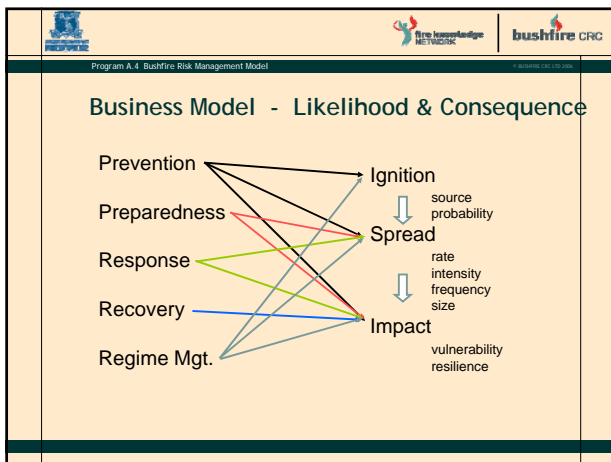 fire knowledge
NETWORK
bushfire CRC
Program A.4 Bushfire Risk Management Model
© BUSHFIRE CRC LTD 2006
Business Model - Likelihood & Consequence
Prevention
Preparedness
Response
Recovery
Regime Mgt.
Ignition
source
probability
Spread
rate
intensity
frequency
size
Impact
vulnerability
resilience